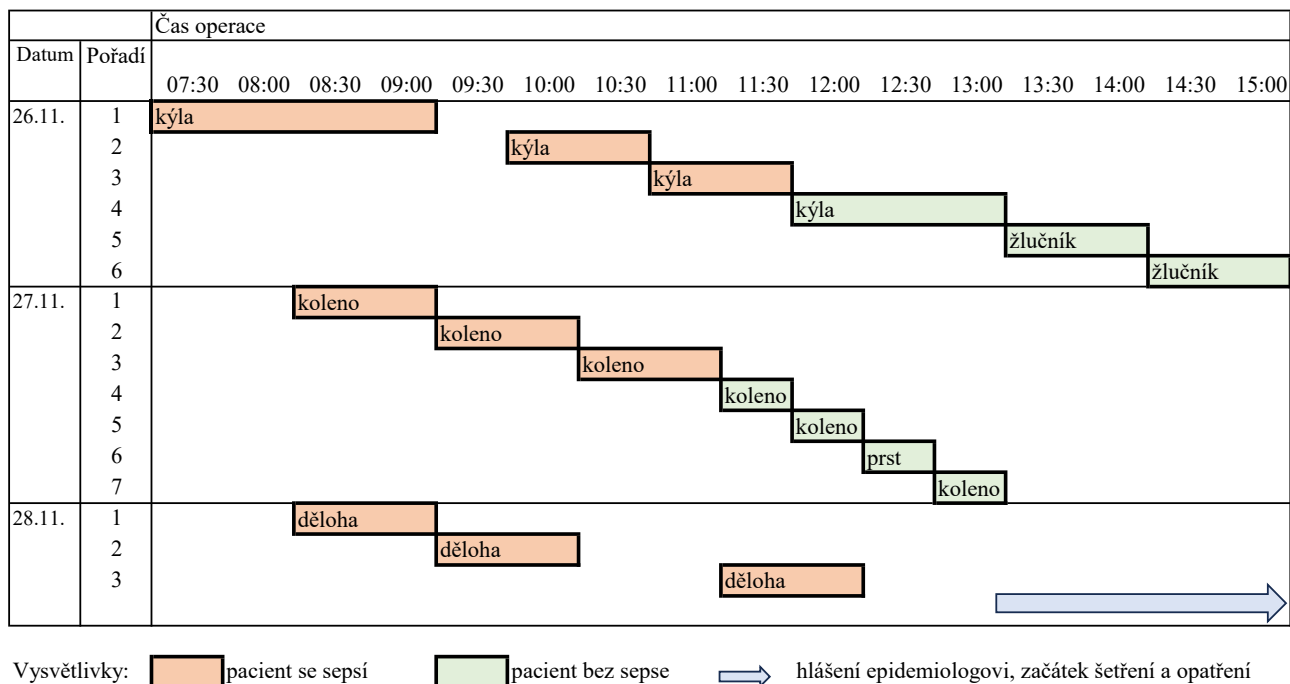 Čas operace
Datum Pořadí
07:30 08:00 08:30 09:00 09:30 10:00 10:30 11:00 11:30 12:00 12:30 13:00 13:30 14:00 14:30 15:00
26.11. 1 kýla
2 kýla
3 kýla
4 kýla
5 žlučník
6 žlučník
27.11. 1 koleno
2 koleno
3 koleno
4 koleno
5 koleno
6 prst
7 koleno
28.11. 1 děloha
2 děloha
3 děloha
Vysvětlivky: pacient se sepsí pacient bez sepse hlášení epidemiologovi, začátek šetření a opatření